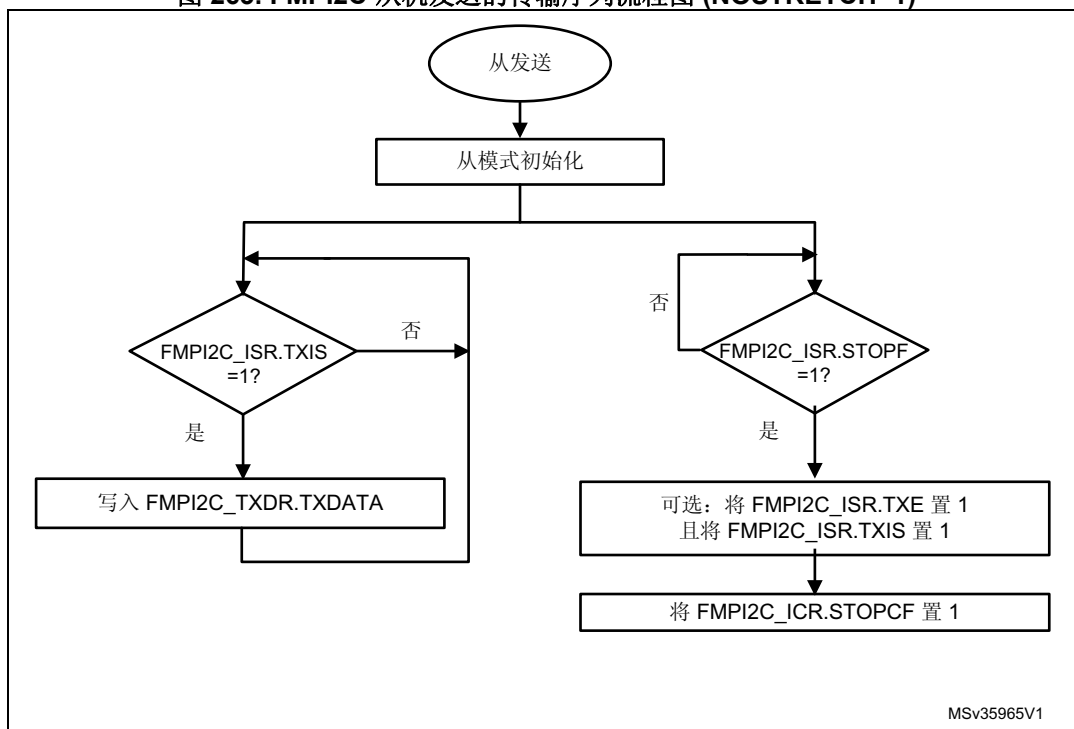 从发送
从模式初始化
否
FMPI2C_ISR.TXIS
=1?
是
写入 FMPI2C_TXDR.TXDATA
否
FMPI2C_ISR.STOPF
=1?
是
可选：将 FMPI2C_ISR.TXE 置 1
且将 FMPI2C_ISR.TXIS 置 1
将 FMPI2C_ICR.STOPCF 置 1
MSv35965V1